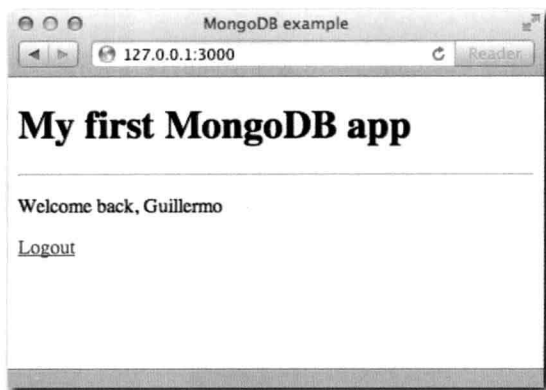 MongoDB example
127.0.0.1:3000
Reader
My first MongoDB app
Welcome back, Guillermo
Logout